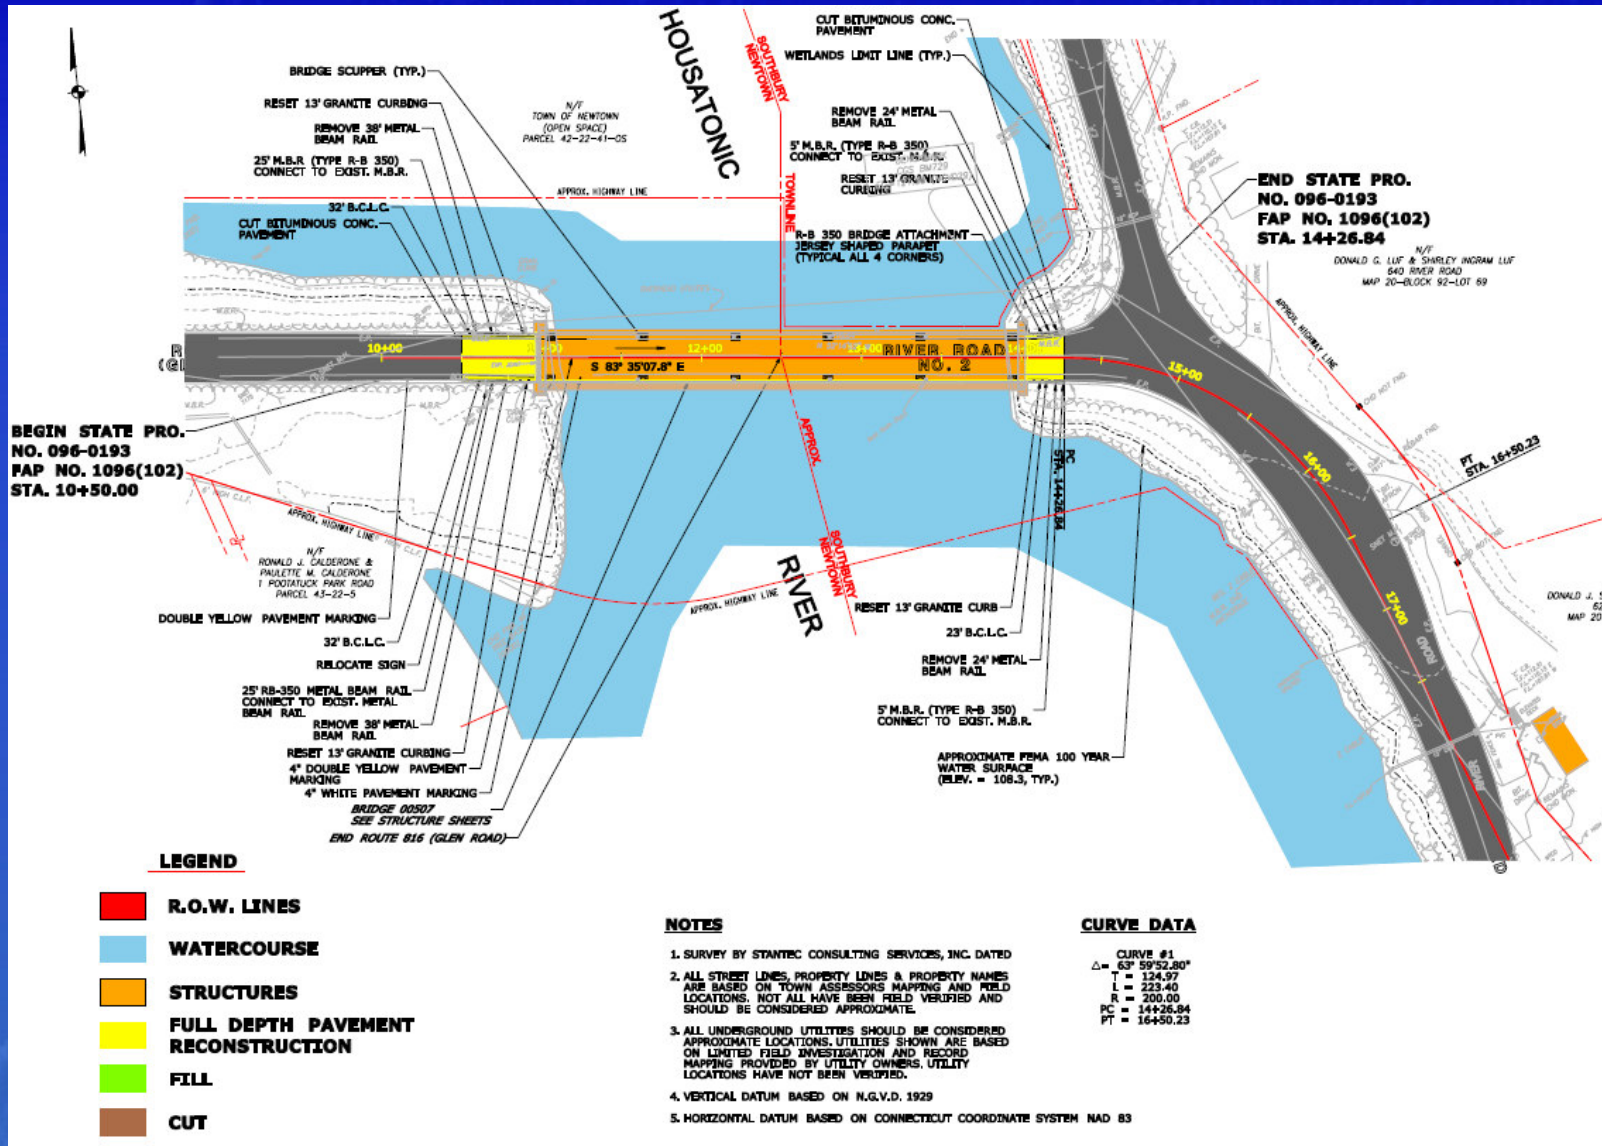 CUT BITUMINOUS CONC.
PAVEMENT
WETLANDS LIMIT LINE (TYP.)
HOUSATONIC
SOUTHBURY
NEWTOWN
BRIDGE SCUPPER (TYP.)
RESET 13' GRANITE CURBING
REMOVE 38' METAL
BEAM RAIL
25' M.B.R (TYPE R-B 350)
CONNECT TO EXIST. M.B.R.
32' B.C.L.C.
CUT BITUMINOUS CONC.
PAVEMENT
N/F
TOWN OF NEWTOWN
(OPEN SPACE)
PARCEL 42-22-41-OS
APPROX. HIGHWAY LINE
TOWNLINE
REMOVE 24' METAL
BEAM RAIL
5' M.B.R. (TYPE R-B 350)
CONNECT TO EXIST. M.B.R.
RESET 13' GRANITE
CURBING
R-B 350 BRIDGE ATTACHMENT
JERSEY SHAPED PARAPET
(TYPICAL ALL 4 CORNERS)
END STATE PRO.
NO. 096-0193
FAP NO. 1096(102)
STA. 14+26.84
N/F
DONALD G. LUF & SHIRLEY INGRAM LUF
640 RIVER ROAD
MAP 20-BLOCK 92-LOT 69
APPROX. HIGHWAY LINE
10+00
12+00
13+00
RIVER ROAD
NO. 2
S 83° 35'07.8" E
15+00
16+00
17+00
PC
STA. 14+26.84
PT
STA. 16+50.23
BEGIN STATE PRO.
NO. 096-0193
FAP NO. 1096(102)
STA. 10+50.00
APPROX. HIGHWAY LINE
N/F
RONALD J. CALDERONE &
PAULETTE M. CALDERONE
1 POOTATUCK PARK ROAD
PARCEL 43-22-5
APPROX.
SOUTHBURY
NEWTOWN
RIVER
APPROX. HIGHWAY LINE
DOUBLE YELLOW PAVEMENT MARKING
32' B.C.L.C.
RELOCATE SIGN
25' RB-350 METAL BEAM RAIL
CONNECT TO EXIST. METAL
BEAM RAIL
REMOVE 38' METAL
BEAM RAIL
RESET 13' GRANITE CURBING
4" DOUBLE YELLOW PAVEMENT
MARKING
4" WHITE PAVEMENT MARKING
BRIDGE 00507
SEE STRUCTURE SHEETS
END ROUTE 816 (GLEN ROAD)
RESET 13' GRANITE CURB
23' B.C.L.C.
REMOVE 24' METAL
BEAM RAIL
5' M.B.R. (TYPE R-B 350)
CONNECT TO EXIST. M.B.R.
APPROXIMATE FEMA 100 YEAR
WATER SURFACE
(ELEV. = 108.3, TYP.)
DONALD J. S
MAP 20
RIVER
ROAD
LEGEND
R.O.W. LINES
WATERCOURSE
STRUCTURES
FULL DEPTH PAVEMENT
RECONSTRUCTION
FILL
CUT
NOTES
1. SURVEY BY STANTEC CONSULTING SERVICES, INC. DATED
2. ALL STREET LINES, PROPERTY LINES & PROPERTY NAMES
ARE BASED ON TOWN ASSESSORS MAPPING AND FIELD
LOCATIONS. NOT ALL HAVE BEEN FIELD VERIFIED AND
SHOULD BE CONSIDERED APPROXIMATE.
3. ALL UNDERGROUND UTILITIES SHOULD BE CONSIDERED
APPROXIMATE LOCATIONS. UTILITIES SHOWN ARE BASED
ON LIMITED FIELD INVESTIGATION AND RECORD
MAPPING PROVIDED BY UTILITY OWNERS. UTILITY
LOCATIONS HAVE NOT BEEN VERIFIED.
4. VERTICAL DATUM BASED ON N.G.V.D. 1929
5. HORIZONTAL DATUM BASED ON CONNECTICUT COORDINATE SYSTEM NAD 83
CURVE DATA
CURVE #1
△= 63° 59'52.80"
T = 124.97
L = 223.40
R = 200.00
PC = 14+26.84
PT = 16+50.23